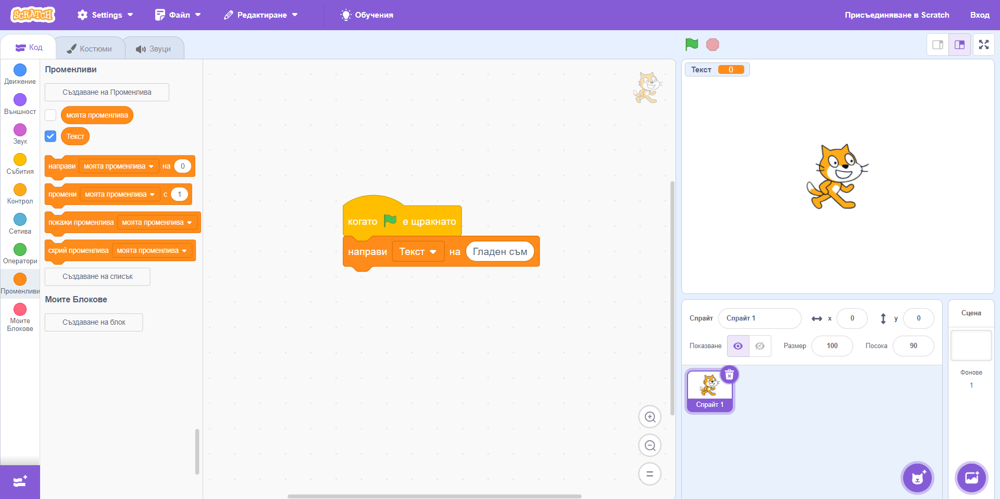 SCRATCH Settings Файл Редактиране Обучения Присъединяване в Scratch Вход
Код Костюми Звуци
Движение
Външност
Звук
Събития
Контрол
Сетива
Оператори
Променливи
Моите
Блокове
Променливи
Създаване на Променлива
моята променлива
Текст
направи моята променлива на 0
промени моята променлива с 1
покажи променлива моята променлива
скрий променлива моята променлива
Създаване на списък
Моите Блокове
Създаване на блок
когато е щракнато
направи Текст на Гладен съм
Текст 0
Спрайт Спрайт 1 x 0 y 0
Показване Размер 100 Посока 90
Спрайт 1
Сцена
Фонове
1